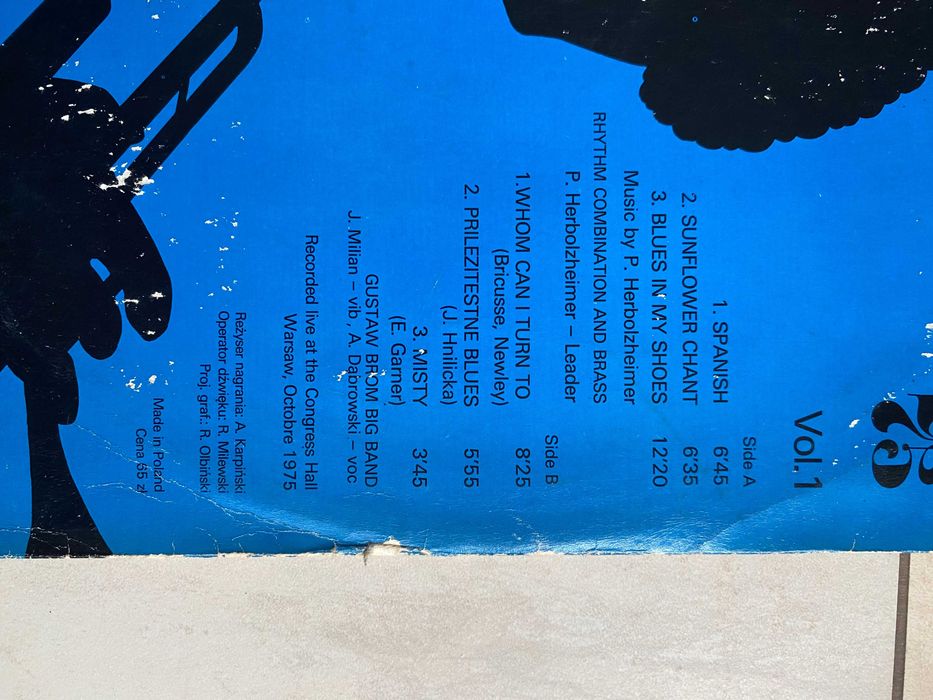 75
Vol. 1
Side A
1. SPANISH 6'45
2. SUNFLOWER CHANT 6'35
3. BLUES IN MY SHOES 12'20
Music by P. Herbolzheimer
RHYTHM COMBINATION AND BRASS
P. Herbolzheimer – Leader
Side B
1.WHOM CAN I TURN TO 8'25
(Bricusse, Newley)
2. PRILEZITESTNE BLUES 5'55
(J. Hnilicka)
3. MISTY 3'45
(E. Garner)
GUSTAW BROM BIG BAND
J. Milian – vib, A. Dąbrowski – voc
Recorded live at the Congress Hall
Warsaw, Octobre 1975
Reżyser nagrania: A. Karpiński
Operator dźwięku: R. Milewski
Proj. graf.: R. Olbiński
Made in Poland
Cena 65 zł